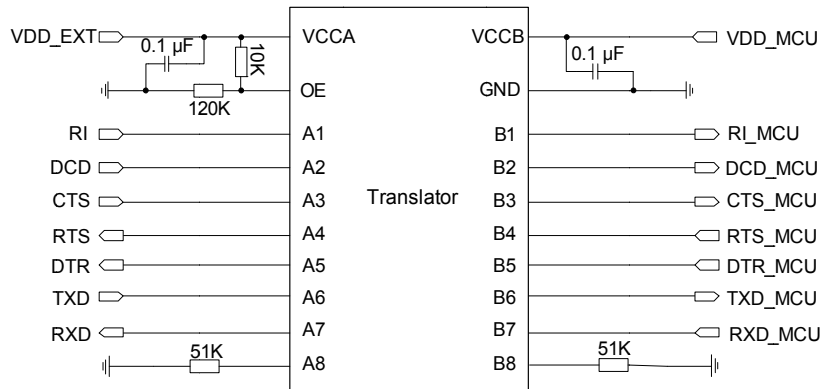 VDD_EXT
0.1 µF
10K
120K
VCCA
VCCB
0.1 µF
VDD_MCU
OE
GND
RI
A1
B1
RI_MCU
DCD
A2
B2
DCD_MCU
CTS
A3
Translator
B3
CTS_MCU
RTS
A4
B4
RTS_MCU
DTR
A5
B5
DTR_MCU
TXD
A6
B6
TXD_MCU
RXD
A7
B7
RXD_MCU
51K
A8
B8
51K